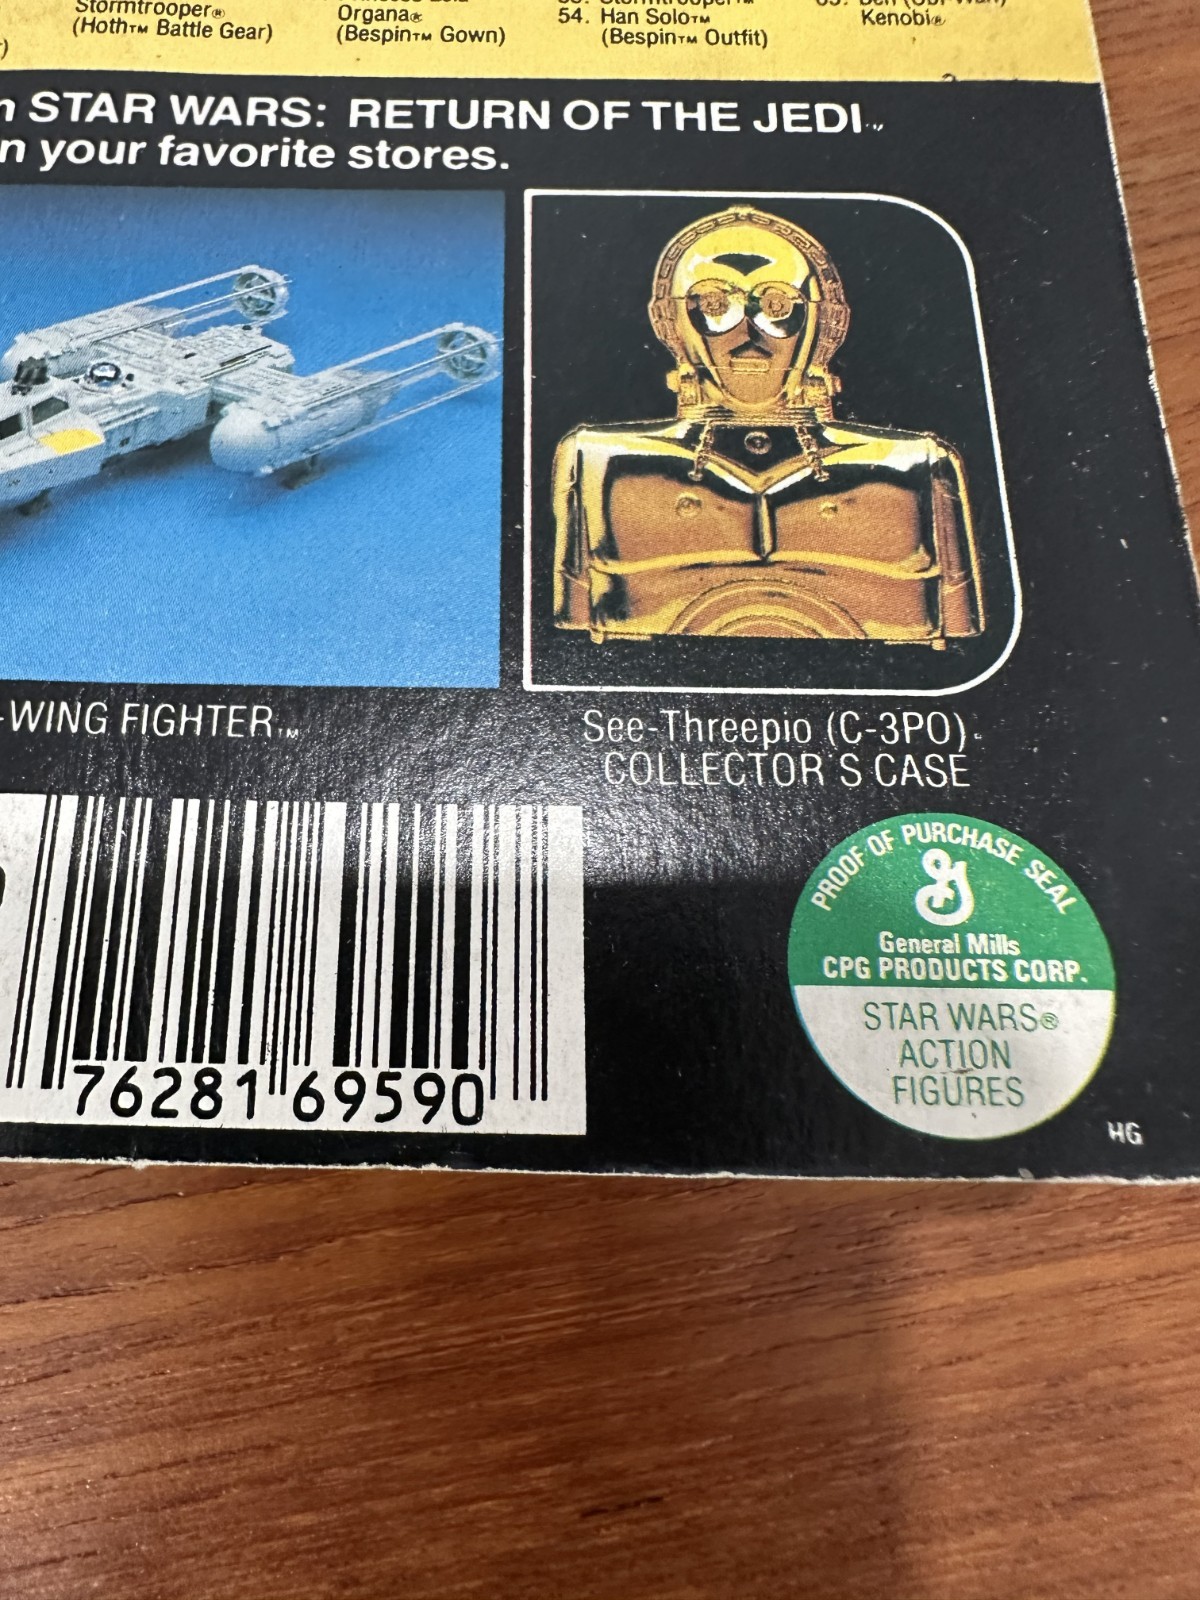 Stormtrooper®
(Hoth™ Battle Gear)
Organa®
(Bespin™ Gown)
54. Han Solo™
(Bespin™ Outfit)
Kenobi®
STAR WARS: RETURN OF THE JEDI™
n your favorite stores.
-WING FIGHTER™
See-Threepio (C-3PO)
COLLECTOR'S CASE
76281 69590
PROOF OF PURCHASE SEAL
G
General Mills
CPG PRODUCTS CORP.
STAR WARS®
ACTION
FIGURES
HG